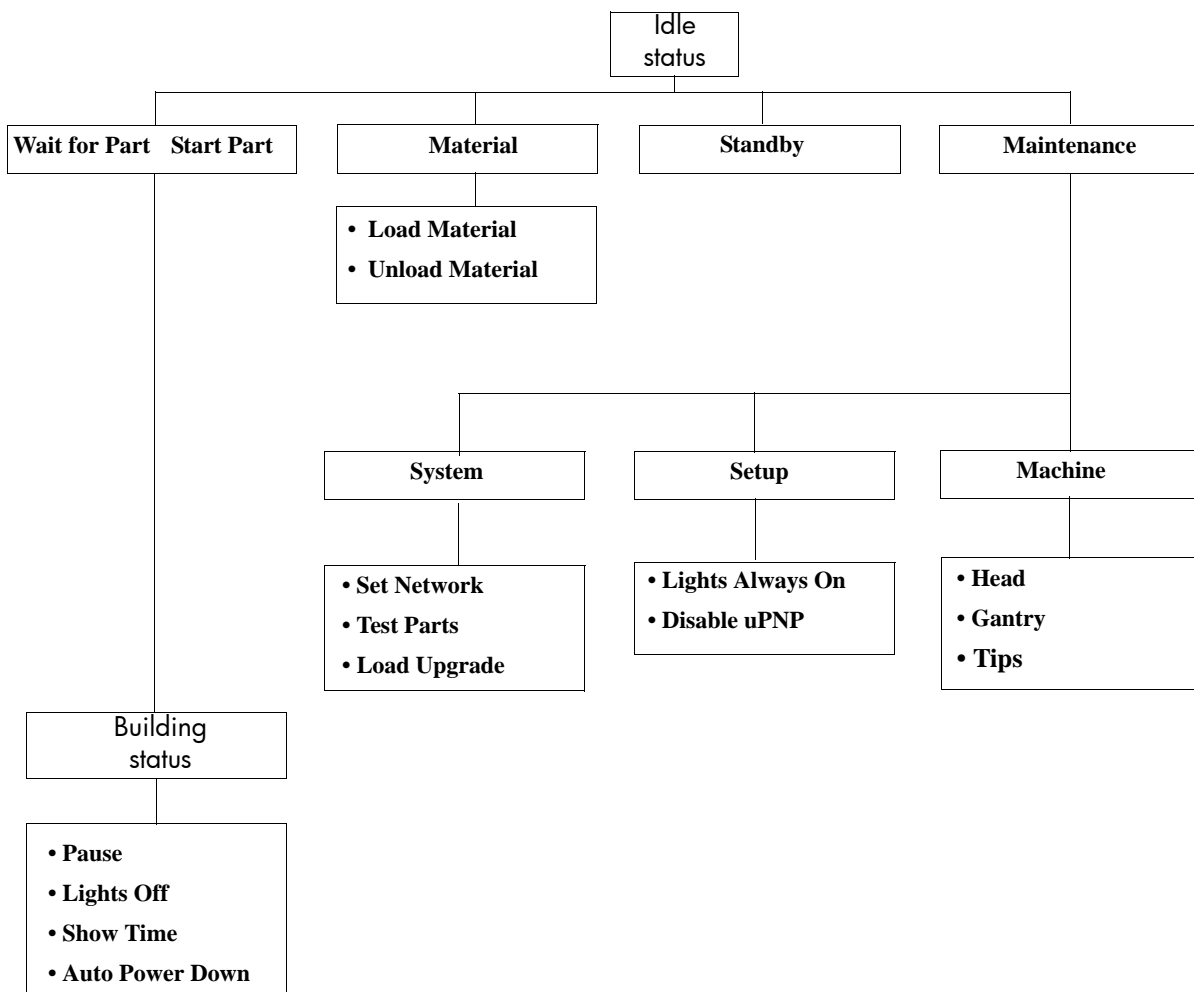 Idle
status
Wait for Part Start Part
Material
Standby
Maintenance
• Load Material
• Unload Material
System
Setup
Machine
• Set Network
• Test Parts
• Load Upgrade
• Lights Always On
• Disable uPNP
• Head
• Gantry
• Tips
Building
status
• Pause
• Lights Off
• Show Time
• Auto Power Down